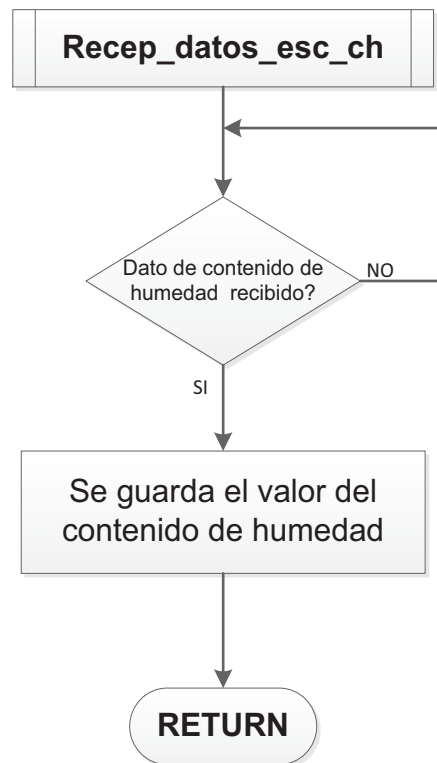 Recep_datos_esc_ch
Dato de contenido de
humedad recibido?
NO
SI
Se guarda el valor del
contenido de humedad
RETURN